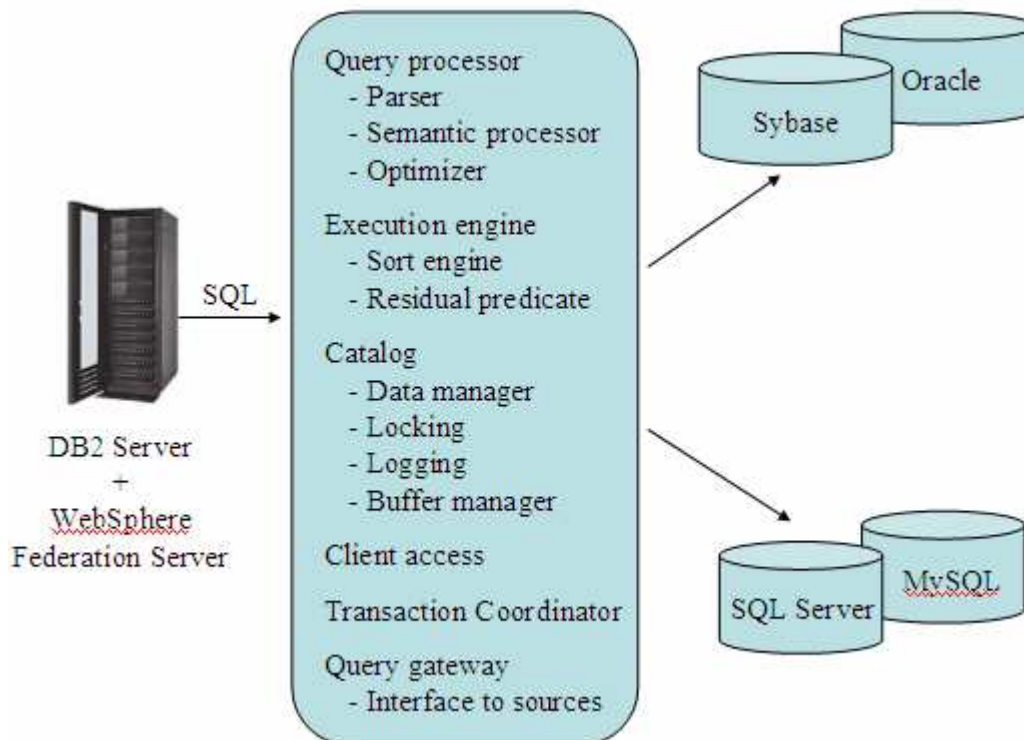 DB2 Server
+
WebSphere
Federation Server
SQL
Query processor
- Parser
- Semantic processor
- Optimizer
Execution engine
- Sort engine
- Residual predicate
Catalog
- Data manager
- Locking
- Logging
- Buffer manager
Client access
Transaction Coordinator
Query gateway
- Interface to sources
Oracle
Sybase
SQL Server
MySQL